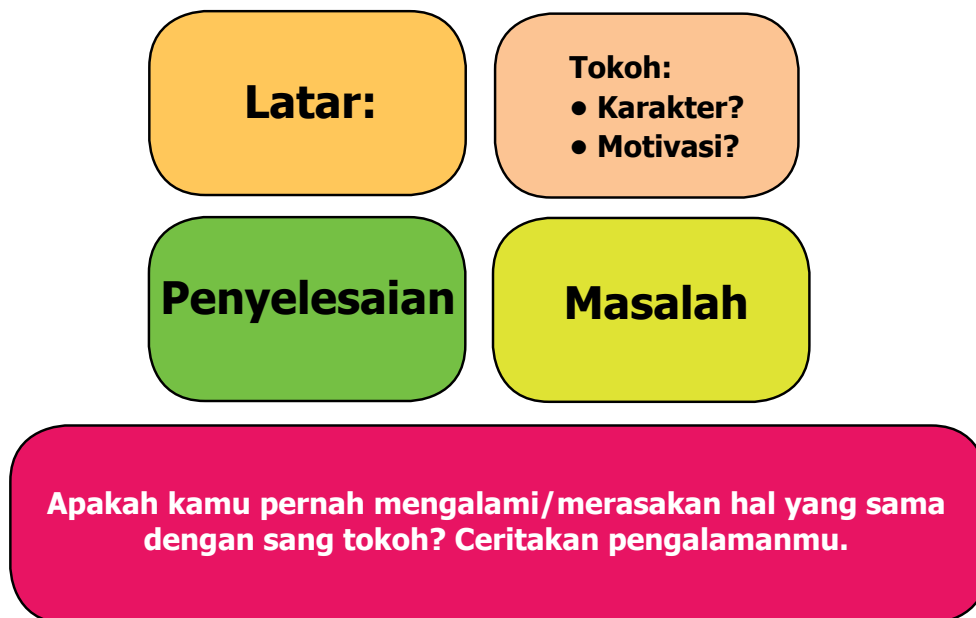 Latar:
Tokoh:
• Karakter?
• Motivasi?
Penyelesaian
Masalah
Apakah kamu pernah mengalami/merasakan hal yang sama
dengan sang tokoh? Ceritakan pengalamanmu.